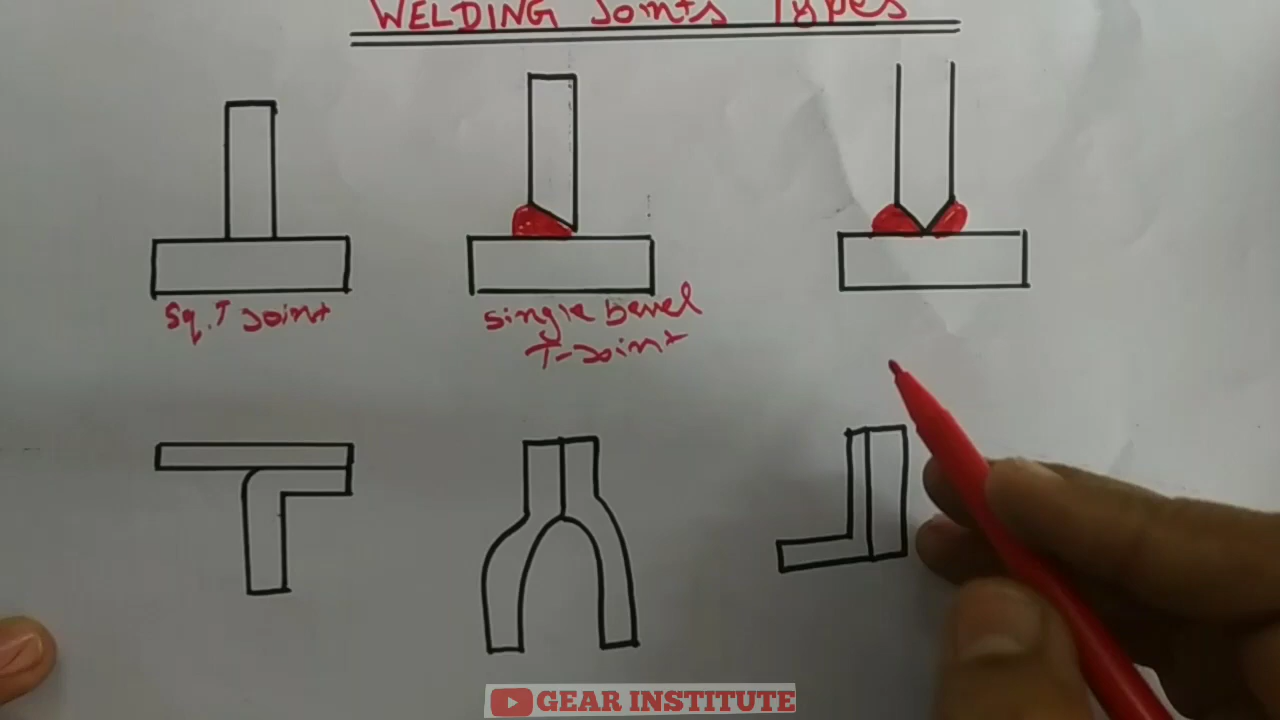 WELDING Joints Types
Sq. T Joint
Single bevel
T-Joint
GEAR INSTITUTE